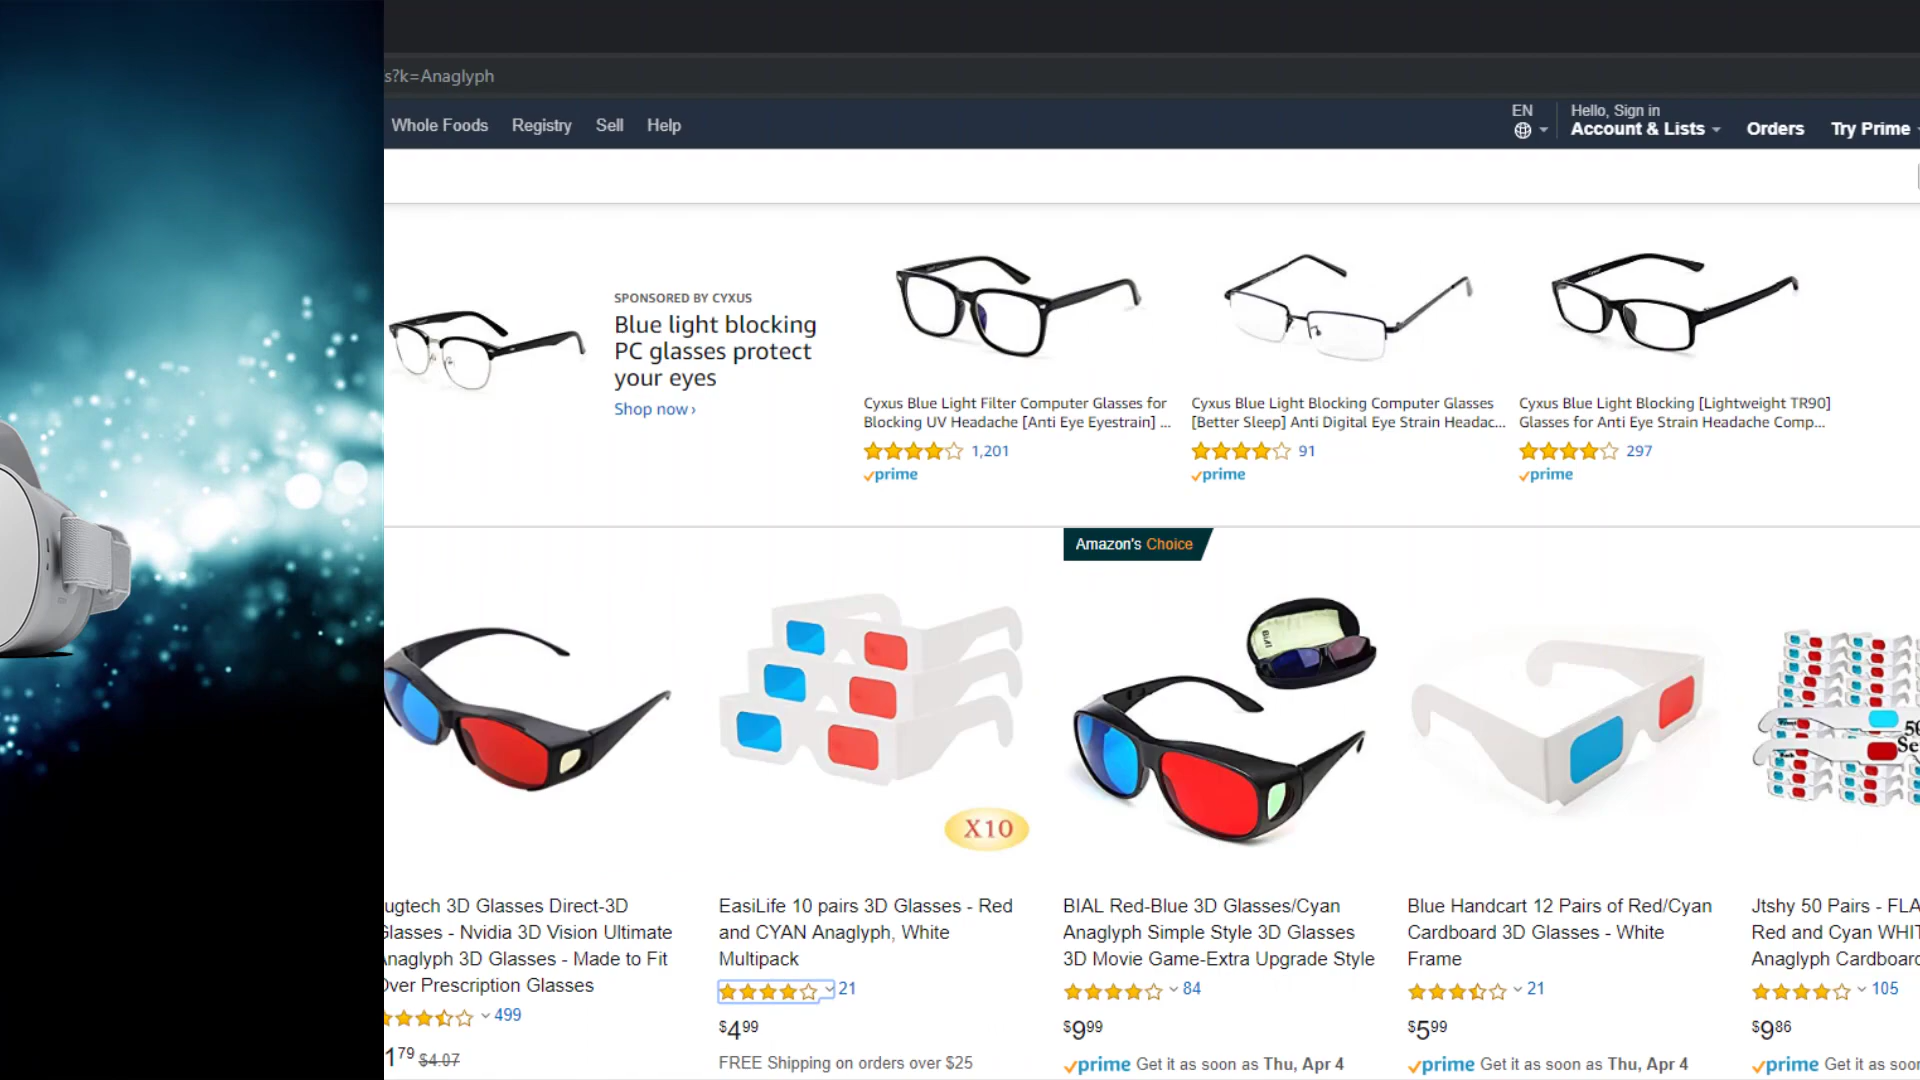 s?k=Anaglyph
Whole Foods Registry Sell Help
EN
Hello, Sign in
Account & Lists Orders Try Prime
SPONSORED BY CYXUS
Blue light blocking
PC glasses protect
your eyes
Shop now ›
Cyxus Blue Light Filter Computer Glasses for
Blocking UV Headache [Anti Eye Eyestrain] ...
1,201
prime
Cyxus Blue Light Blocking Computer Glasses
[Better Sleep] Anti Digital Eye Strain Headac...
91
prime
Cyxus Blue Light Blocking [Lightweight TR90]
Glasses for Anti Eye Strain Headache Comp...
297
prime
Amazon's Choice
X10
ugtech 3D Glasses Direct-3D
Glasses - Nvidia 3D Vision Ultimate
Anaglyph 3D Glasses - Made to Fit
Over Prescription Glasses
499
179 $4.07
EasiLife 10 pairs 3D Glasses - Red
and CYAN Anaglyph, White
Multipack
21
$499
FREE Shipping on orders over $25
BIAL
BIAL Red-Blue 3D Glasses/Cyan
Anaglyph Simple Style 3D Glasses
3D Movie Game-Extra Upgrade Style
84
$999
prime Get it as soon as Thu, Apr 4
Blue Handcart 12 Pairs of Red/Cyan
Cardboard 3D Glasses - White
Frame
21
$599
prime Get it as soon as Thu, Apr 4
50
Se
Jtshy 50 Pairs - FLA
Red and Cyan WHIT
Anaglyph Cardboard
105
$986
prime Get it as soo